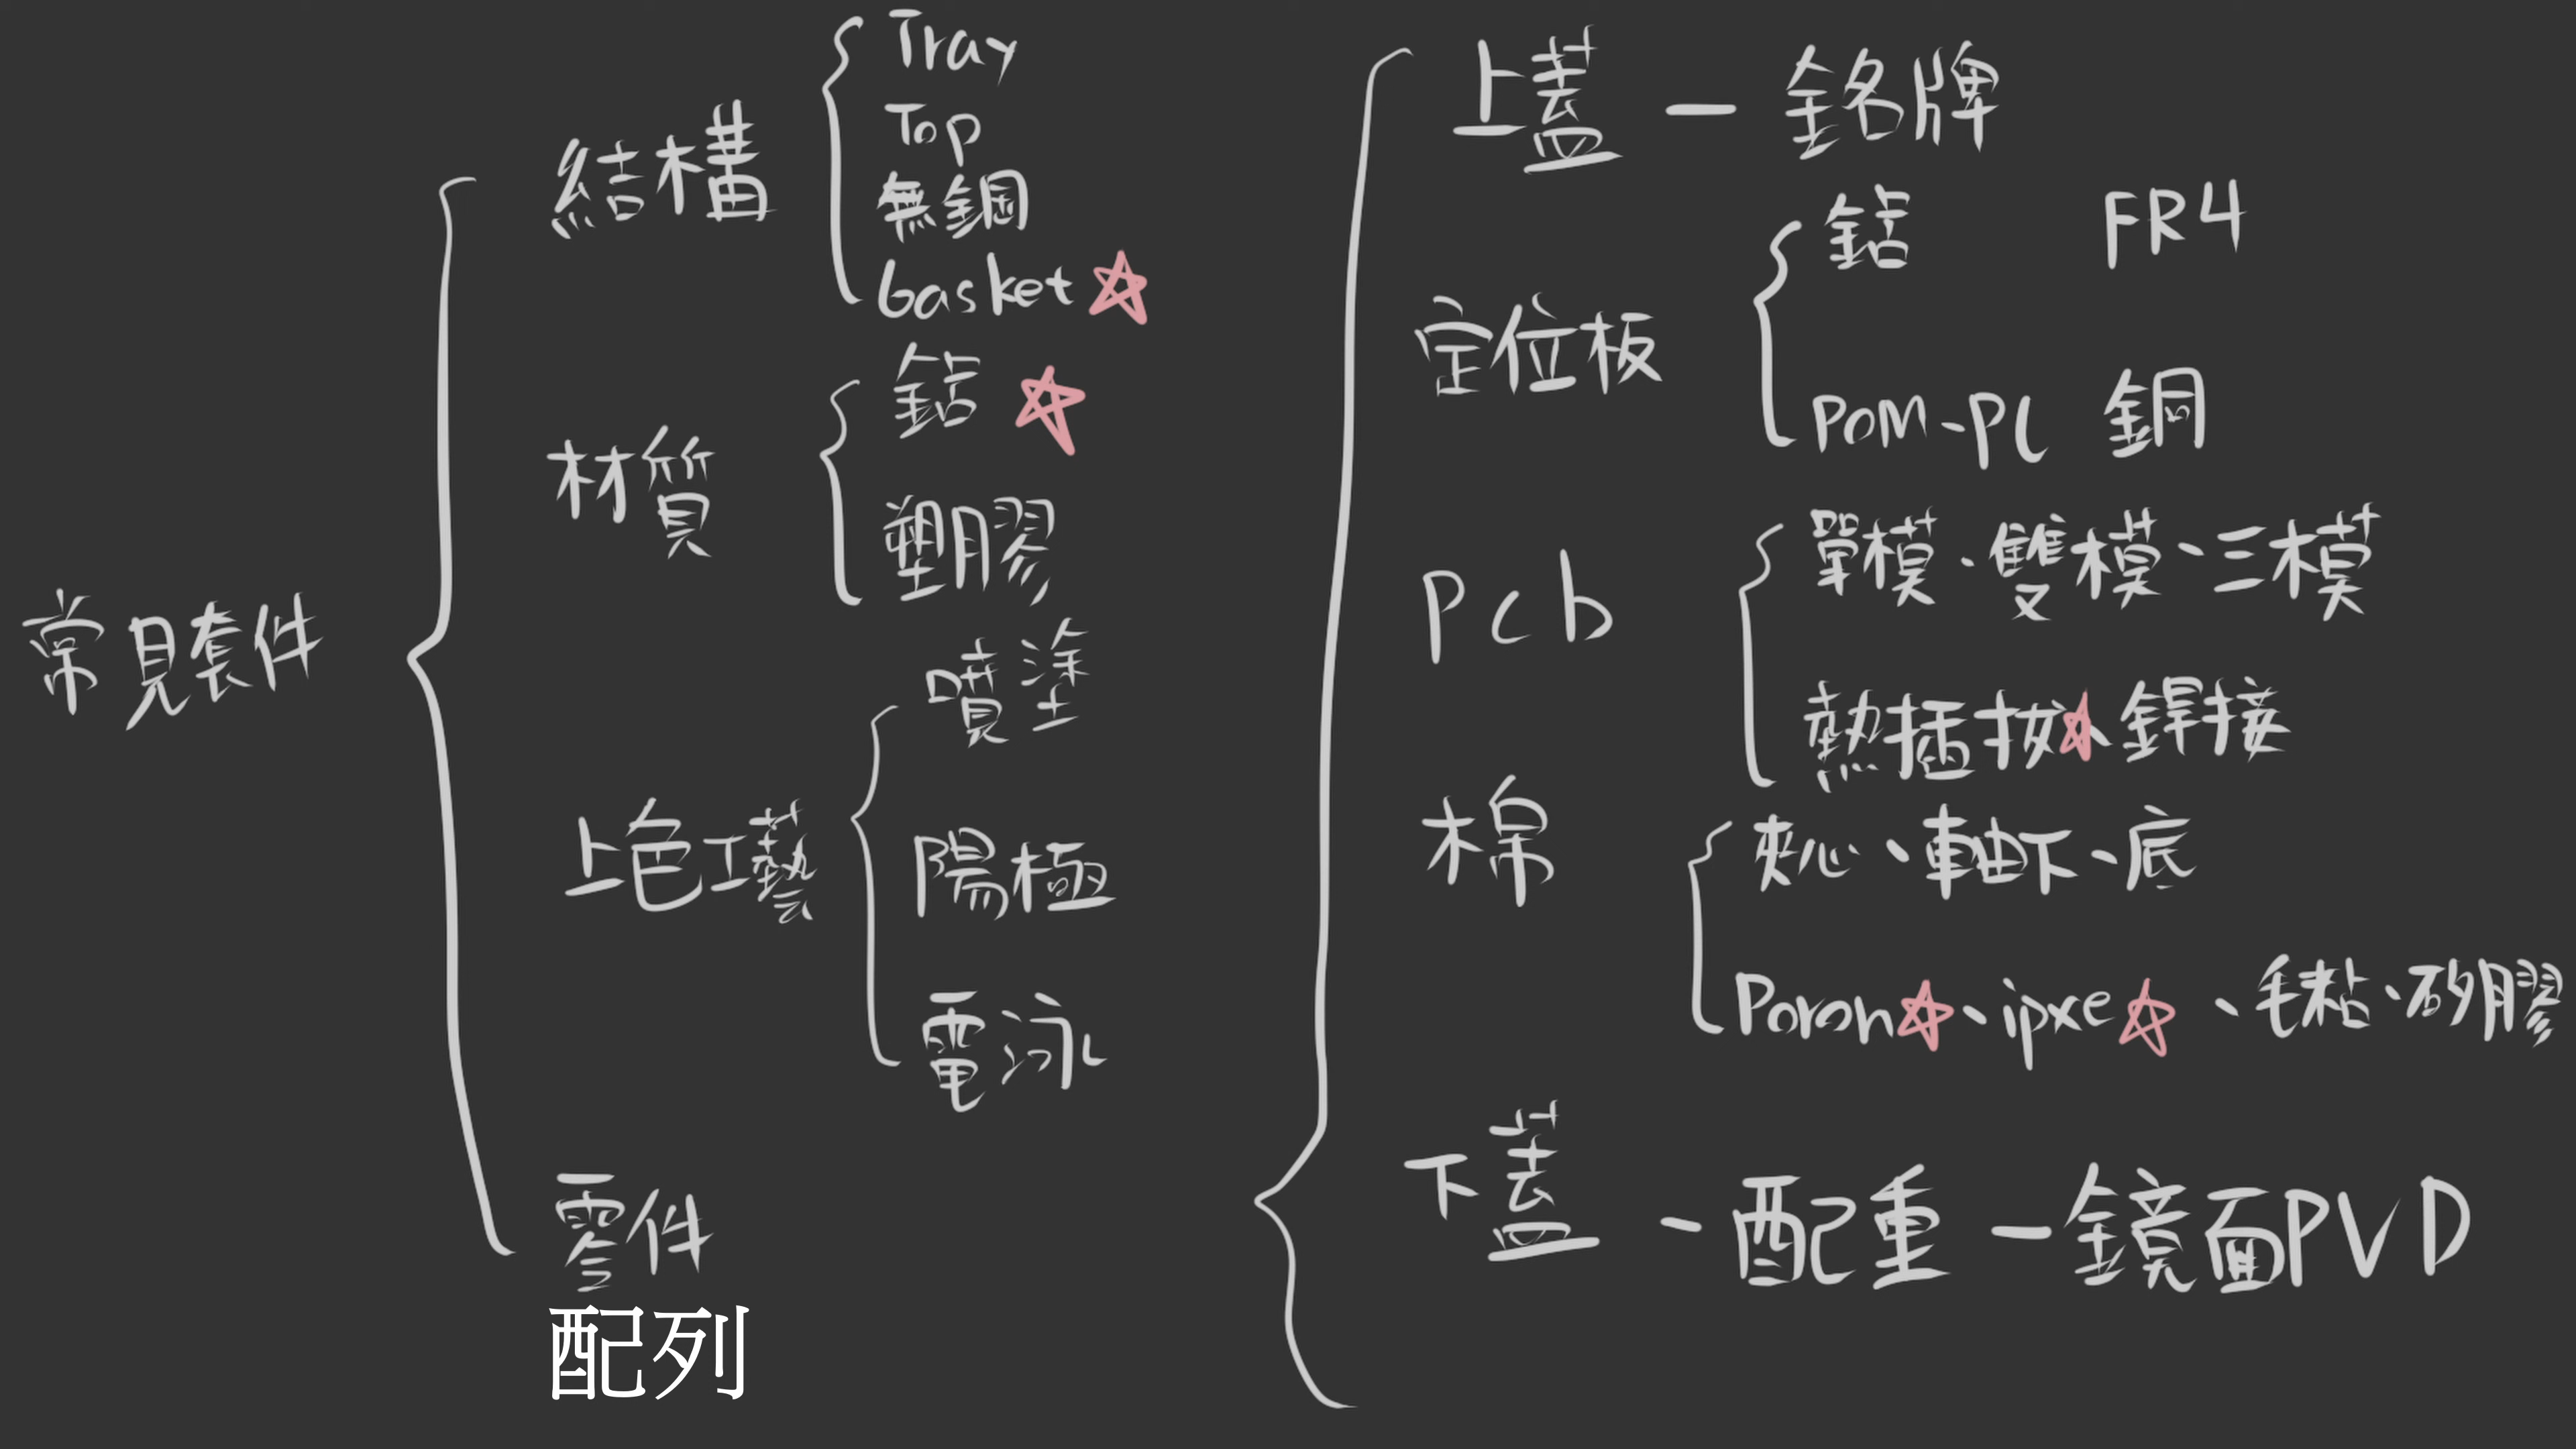 常見套件
結構
Tray
Top
無鋼
Gasket
材質
鋁
塑膠
上色工藝
噴塗
陽極
電泳
零件
配列
上蓋 — 銘牌
定位板
鋁 FR4
POM、PC 銅
Pcb
單模、雙模、三模
熱插拔、銲接
棉
夾心、軸下、底
Poron、ipxe、毛粘、矽膠
下蓋 - 配重 — 鏡面PVD